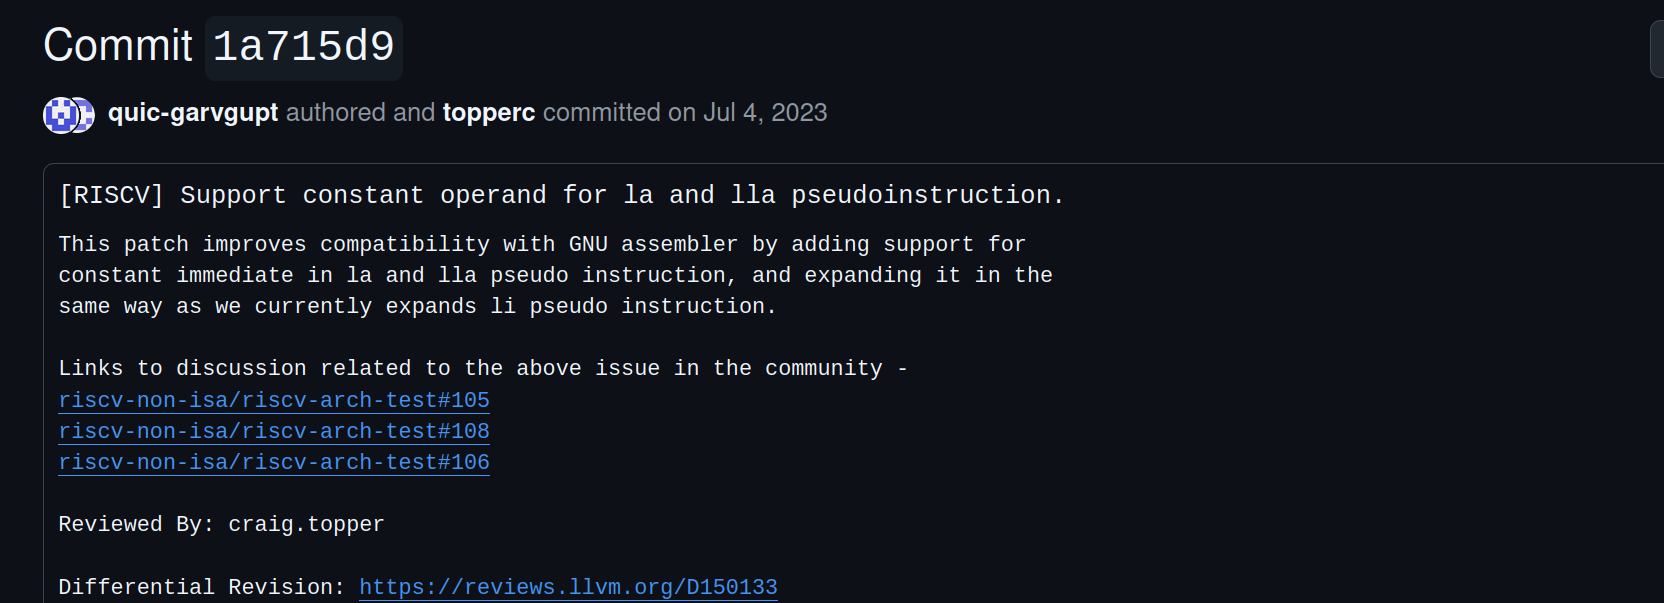 Commit 1a715d9
quic-garvgupt authored and topperc committed on Jul 4, 2023
[RISCV] Support constant operand for la and lla pseudoinstruction.
This patch improves compatibility with GNU assembler by adding support for
constant immediate in la and lla pseudo instruction, and expanding it in the
same way as we currently expands li pseudo instruction.
Links to discussion related to the above issue in the community -
riscv-non-isa/riscv-arch-test#105
riscv-non-isa/riscv-arch-test#108
riscv-non-isa/riscv-arch-test#106
Reviewed By: craig.topper
Differential Revision: https://reviews.llvm.org/D150133